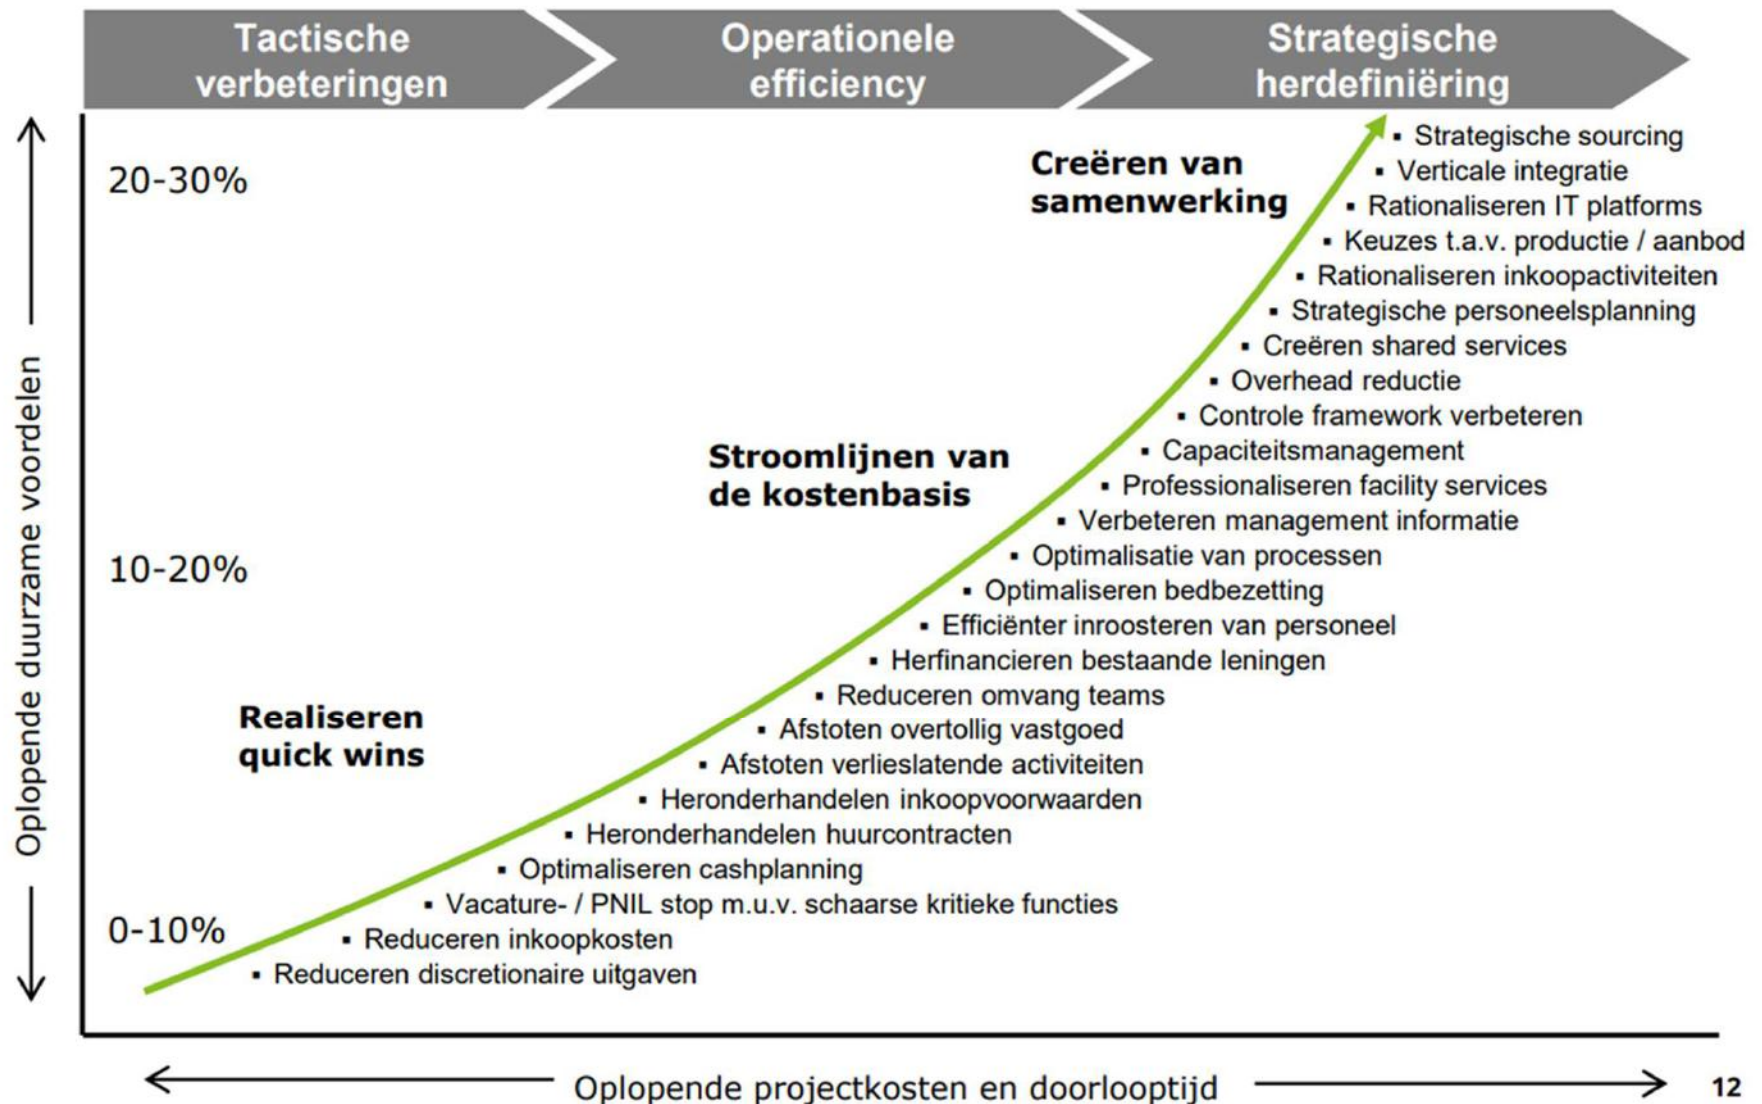 Tactische
verbeteringen
Operationele
efficiency
Strategische
herdefiniëring
Oplopende duurzame voordelen
20-30%
10-20%
0-10%
Creëren van
samenwerking
Stroomlijnen van
de kostenbasis
Realiseren
quick wins
▪ Strategische sourcing
▪ Verticale integratie
▪ Rationaliseren IT platforms
▪ Keuzes t.a.v. productie / aanbod
▪ Rationaliseren inkoopactiviteiten
▪ Strategische personeelsplanning
▪ Creëren shared services
▪ Overhead reductie
▪ Controle framework verbeteren
▪ Capaciteitsmanagement
▪ Professionaliseren facility services
▪ Verbeteren management informatie
▪ Optimalisatie van processen
▪ Optimaliseren bedbezetting
▪ Efficiënter inroosteren van personeel
▪ Herfinancieren bestaande leningen
▪ Reduceren omvang teams
▪ Afstoten overtollig vastgoed
▪ Afstoten verlieslatende activiteiten
▪ Heronderhandelen inkoopvoorwaarden
▪ Heronderhandelen huurcontracten
▪ Optimaliseren cashplanning
▪ Vacature- / PNIL stop m.u.v. schaarse kritieke functies
▪ Reduceren inkoopkosten
▪ Reduceren discretionaire uitgaven
Oplopende projectkosten en doorlooptijd
12